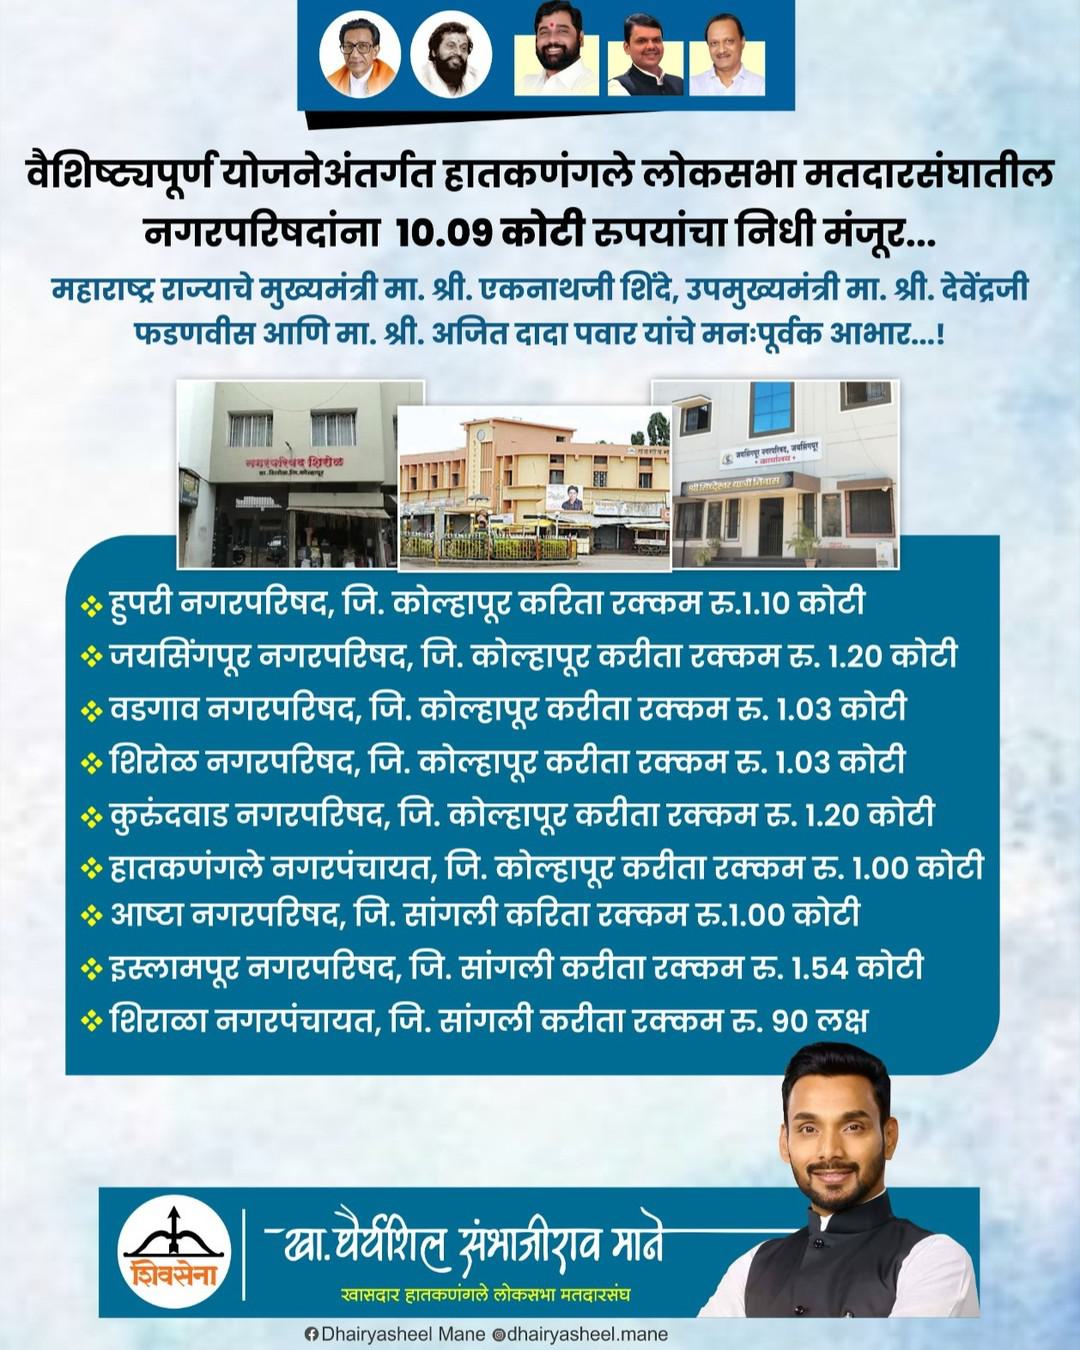 वैशिष्ट्यपूर्ण योजनेअंतर्गत हातकणंगले लोकसभा मतदारसंघातील
नगरपरिषदांना 10.09 कोटी रुपयांचा निधी मंजूर...
महाराष्ट्र राज्याचे मुख्यमंत्री मा. श्री. एकनाथजी शिंदे, उपमुख्यमंत्री मा. श्री. देवेंद्रजी
फडणवीस आणि मा. श्री. अजित दादा पवार यांचे मनःपूर्वक आभार...!
नगरपरिषद शिरोळ
ता.शिरोळ,जि.कोल्हापूर
जयसिंगपूर नगरपरिषद, जयसिंगपूर
कार्यालय
श्री सिध्देश्वर यात्री निवास
हुपरी नगरपरिषद, जि. कोल्हापूर करिता रक्कम रु.1.10 कोटी
जयसिंगपूर नगरपरिषद, जि. कोल्हापूर करीता रक्कम रु. 1.20 कोटी
वडगाव नगरपरिषद, जि. कोल्हापूर करीता रक्कम रु. 1.03 कोटी
शिरोळ नगरपरिषद, जि. कोल्हापूर करीता रक्कम रु. 1.03 कोटी
कुरुंदवाड नगरपरिषद, जि. कोल्हापूर करीता रक्कम रु. 1.20 कोटी
हातकणंगले नगरपंचायत, जि. कोल्हापूर करीता रक्कम रु. 1.00 कोटी
आष्टा नगरपरिषद, जि. सांगली करिता रक्कम रु.1.00 कोटी
इस्लामपूर नगरपरिषद, जि. सांगली करीता रक्कम रु. 1.54 कोटी
शिराळा नगरपंचायत, जि. सांगली करीता रक्कम रु. 90 लक्ष
शिवसेना
खा. धैर्यशिल संभाजीराव माने
खासदार हातकणंगले लोकसभा मतदारसंघ
Dhairyasheel Mane @dhairyasheel.mane